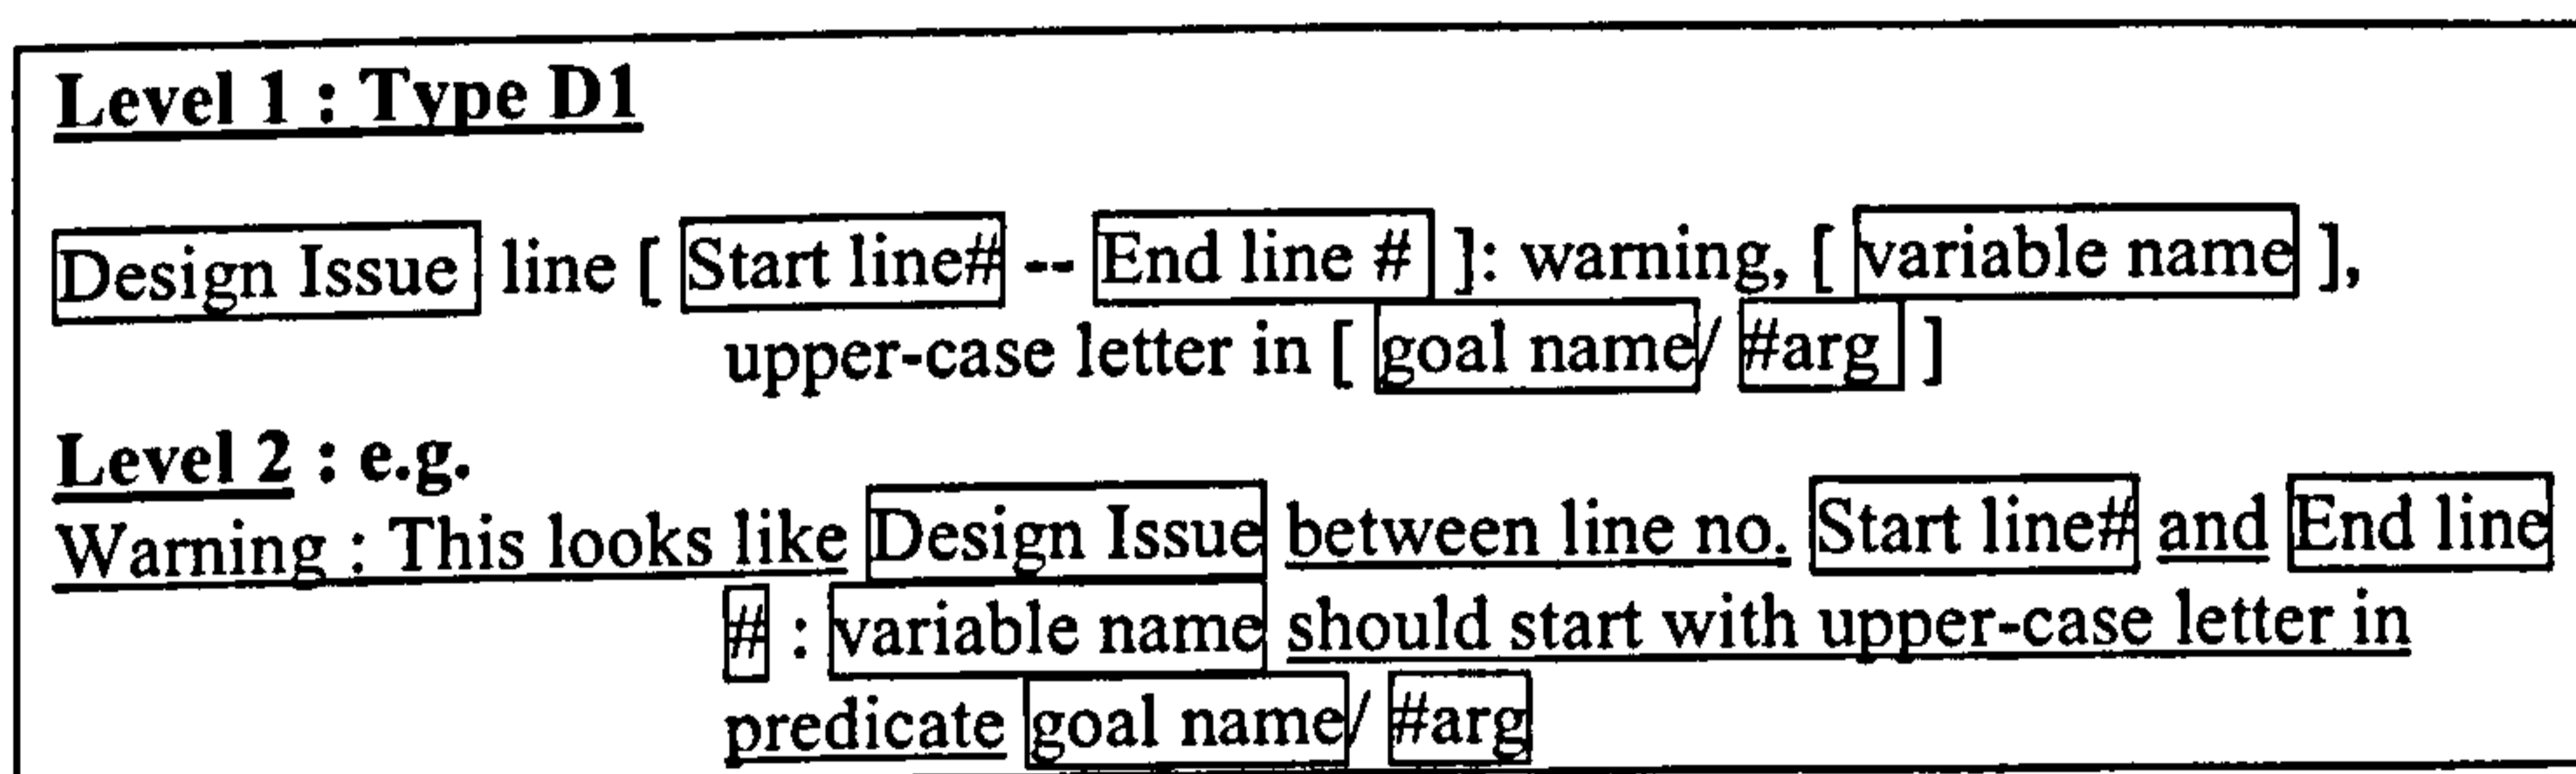 Level 1 : Type D1
Design Issue line [ Start line# -- End line # ]: warning, [ variable name ],
upper-case letter in [ goal name/ #arg ]
Level 2 : e.g.
Warning : This looks like Design Issue between line no. Start line# and End line
# : variable name should start with upper-case letter in
predicate goal name/ #arg